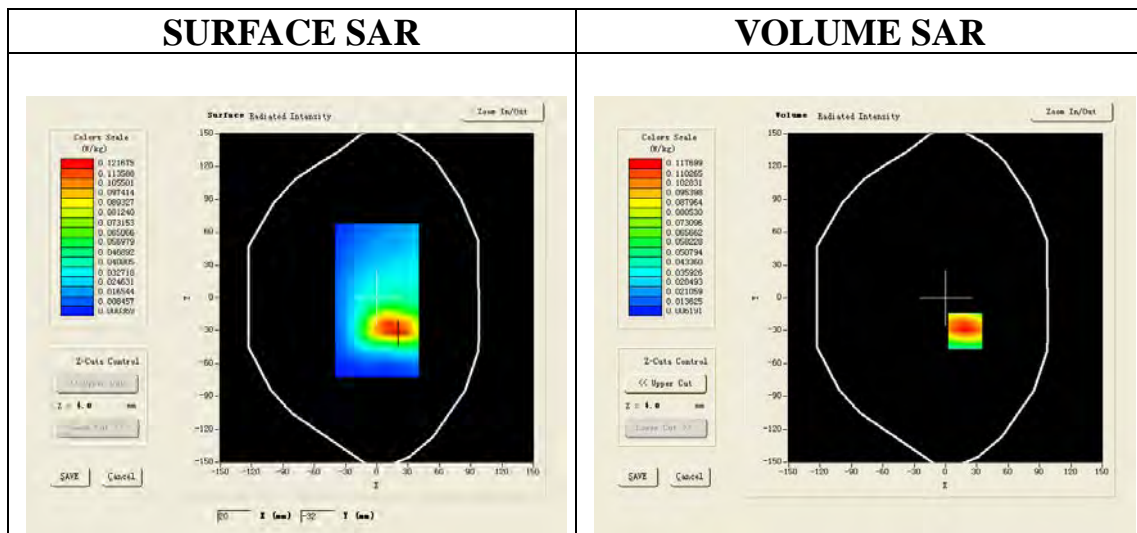 SURFACE SAR
VOLUME SAR
Surface Radiated Intensity
Zoom In/Out
Colors Scale
(W/kg)
0.121675
0.113588
0.105501
0.097414
0.089327
0.081240
0.073153
0.065066
0.056979
0.048892
0.040805
0.032718
0.024631
0.016544
0.008457
0.000369
150
120
90
60
30
0
-30
-60
-90
-120
-150
Y
-150 -120 -90 -60 -30 0 30 60 90 120 150
X
Z-Cuts Control
<< Upper Cut
Z = 4.0 mm
Lower Cut >>
SAVE Cancel
20 X (mm) -32 Y (mm)
Volume Radiated Intensity
Zoom In/Out
Colors Scale
(W/kg)
0.117699
0.110265
0.102831
0.095398
0.087964
0.080530
0.073096
0.065662
0.058228
0.050794
0.043360
0.035926
0.028493
0.021059
0.013625
0.006191
150
120
90
60
30
0
-30
-60
-90
-120
-150
Y
-150 -120 -90 -60 -30 0 30 60 90 120 150
X
Z-Cuts Control
<< Upper Cut
Z = 4.0 mm
Lower Cut >>
SAVE Cancel